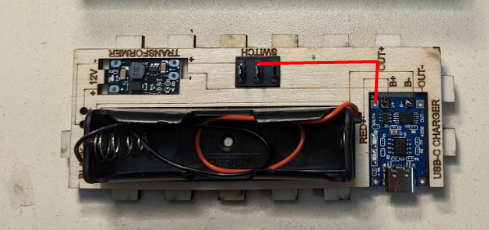 TRANSFORMER
SWITCH
OUT+
+12V-
-
+
+
B+
B-
OUT-
RED+
USB-C CHARGER